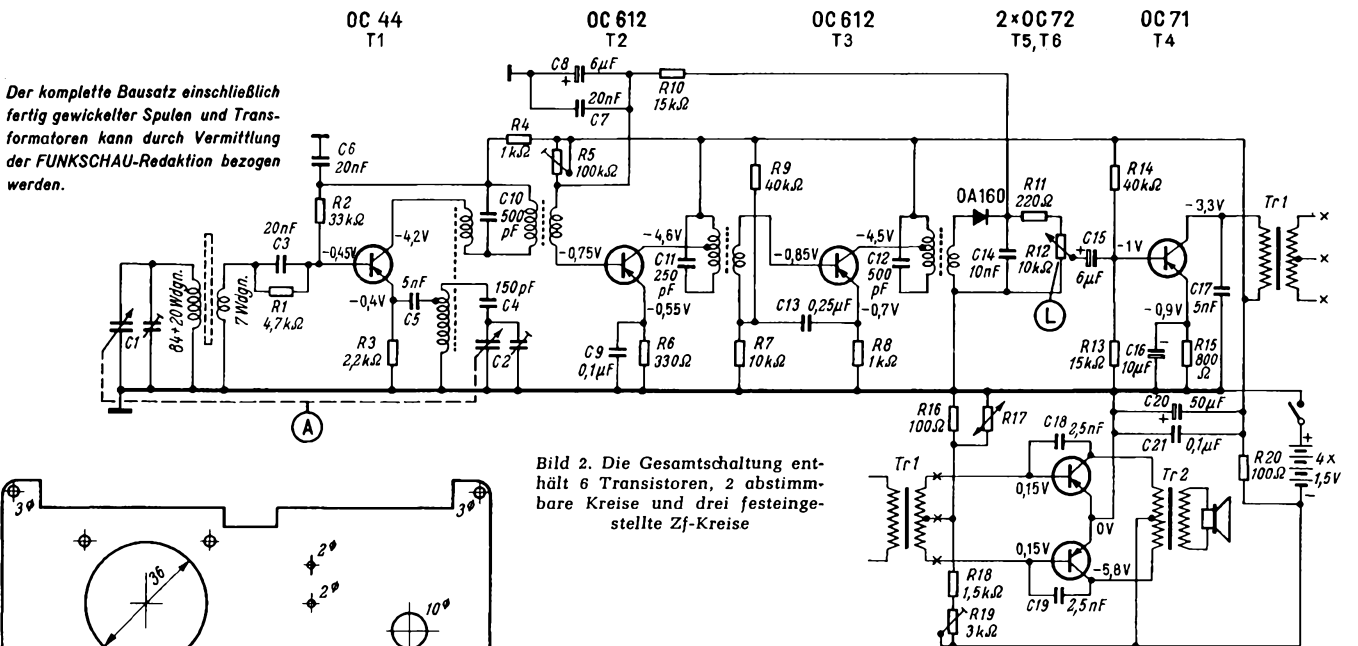 OC 44
T1
OC 612
T2
OC 612
T3
2×OC 72
T5, T6
OC 71
T4
Der komplette Bausatz einschließlich
fertig gewickelter Spulen und Trans-
formatoren kann durch Vermittlung
der FUNKSCHAU-Redaktion bezogen
werden.
C8
6µF
+
20nF
C7
R10
15kΩ
C6
20nF
R4
1kΩ
R5
100kΩ
R2
33kΩ
C10
500
pF
R9
40kΩ
OA160
R11
220Ω
R14
40kΩ
-3,3V
Tr1
20nF
C3
-0,45V
-4,2V
-0,75V
-4,6V
C11
250
pF
-0,85V
-4,5V
C12
500
pF
C14
10nF
R12
10kΩ
C15
+
6µF
-1V
C1
84+20Wdgn.
7 Wdgn.
R1
4,7kΩ
-0,4V
5nF
C5
150pF
C4
-0,55V
C13
0,25µF
-0,7V
L
-0,9V
C17
5nF
R3
2,2kΩ
C2
C9
0,1µF
R6
330Ω
R7
10kΩ
R8
1kΩ
R13
15kΩ
C16
10µF
R15
800
Ω
A
R16
100Ω
R17
C18
2,5nF
C20
50µF
+
C21
0,1µF
R20
100Ω
+
4×
1,5V
-
Tr1
0,15V
0V
Tr2
0,15V
-5,8V
C19
2,5nF
R18
1,5kΩ
R19
3kΩ
Bild 2. Die Gesamtschaltung ent-
hält 6 Transistoren, 2 abstimm-
bare Kreise und drei festeinge-
stellte Zf-Kreise
3⌀
3⌀
36
2⌀
2⌀
10⌀